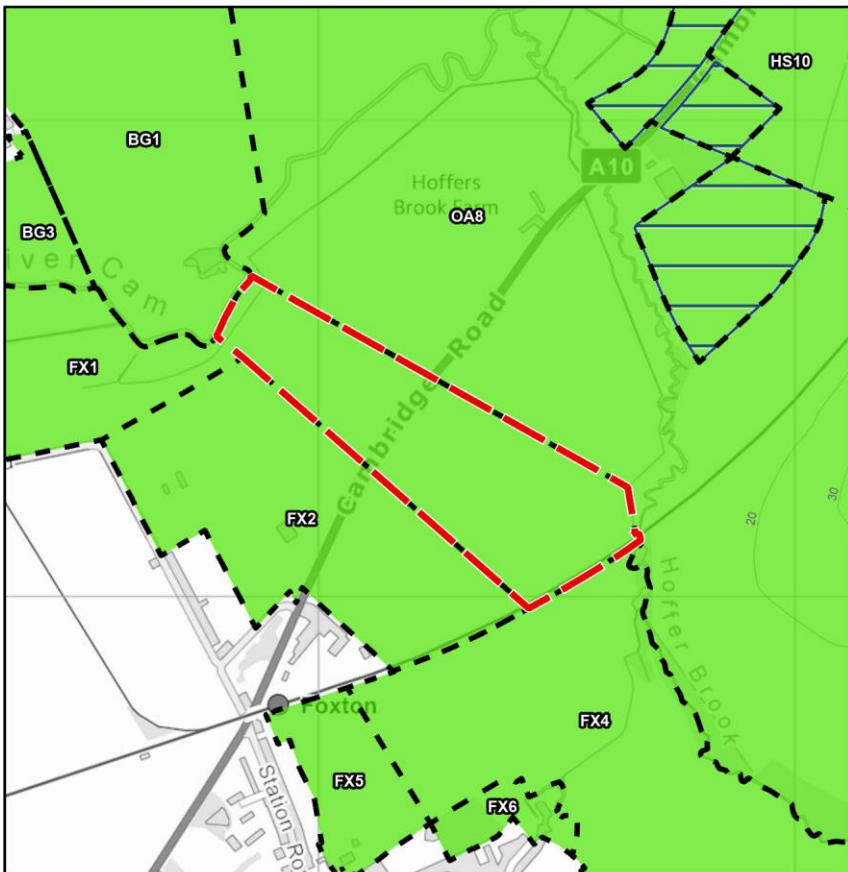 HS10
BG1
A10
Hoffers
Brook Farm
OA8
BG3
iver Cam
FX1
Cambridge Road
FX2
20
30
Hoffer Brook
Foxton
FX4
FX5
FX6
Station Ro